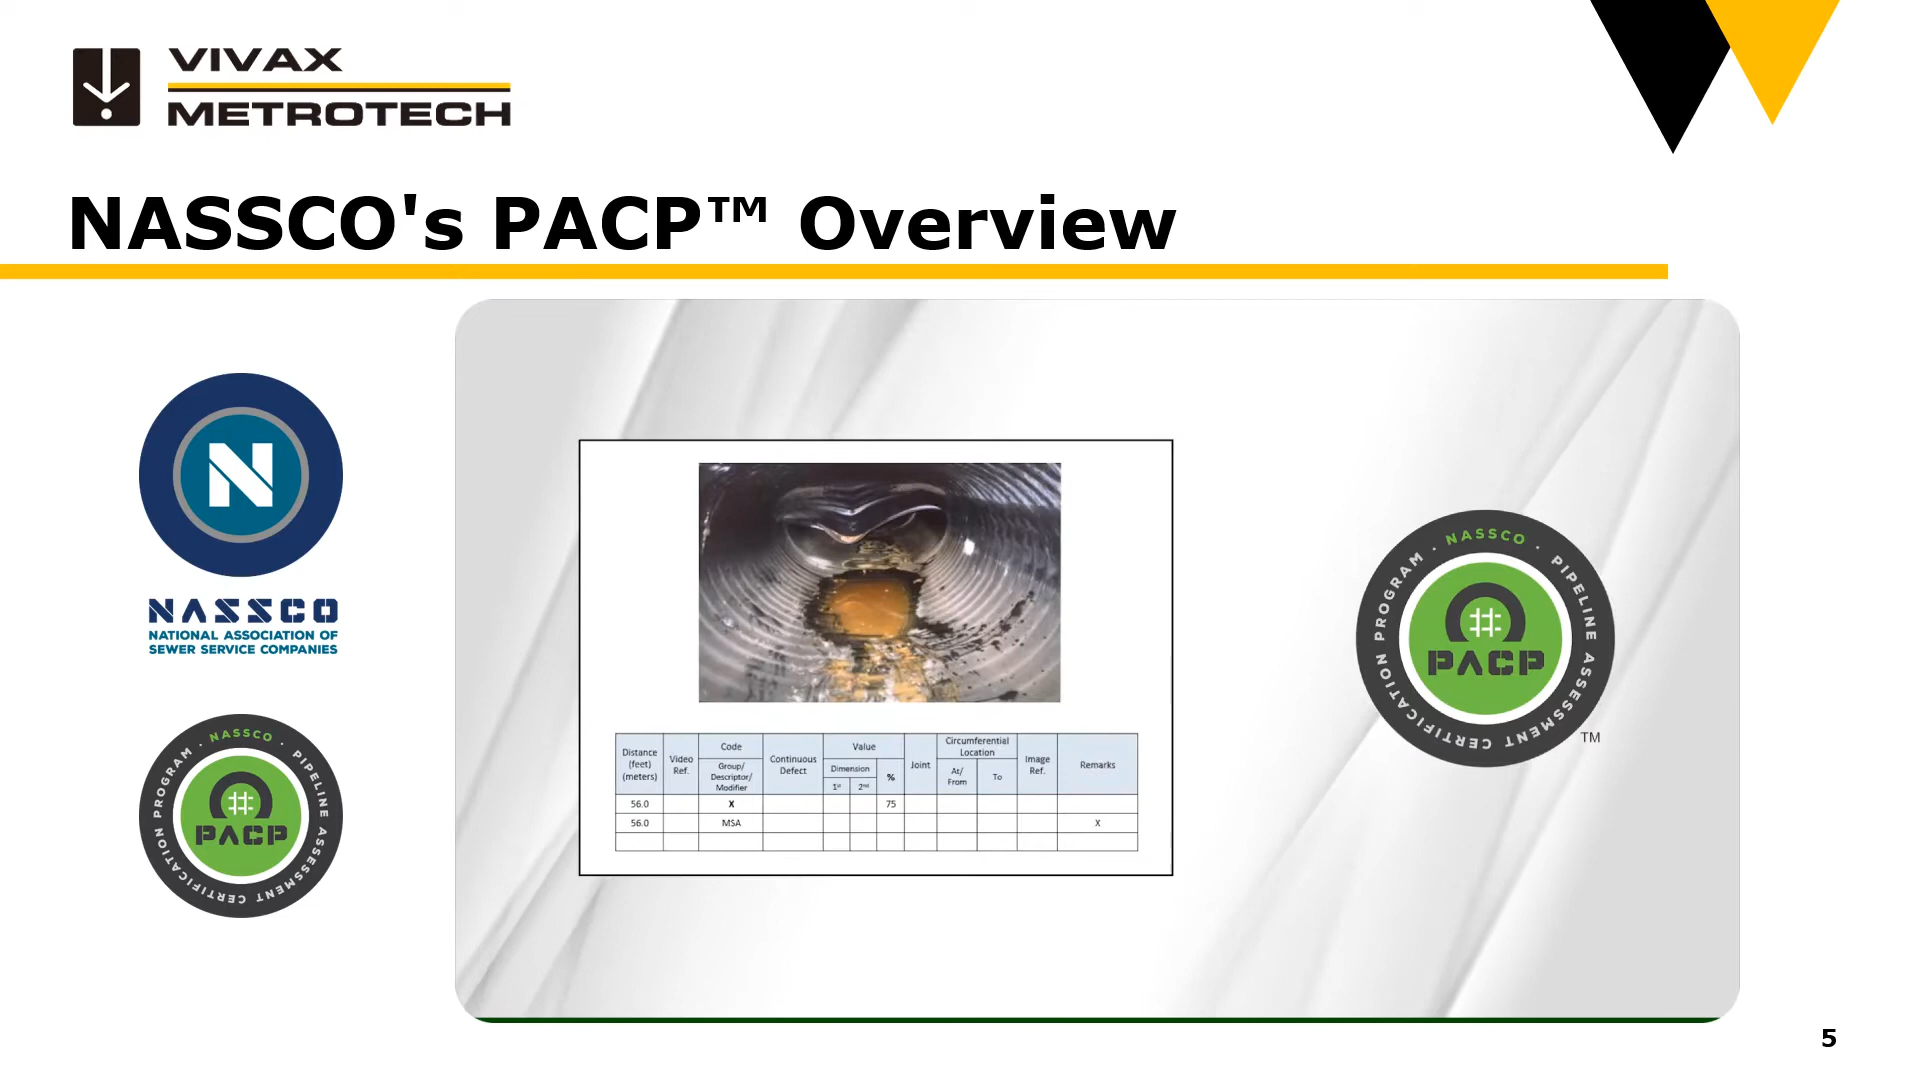 VIVAX
METROTECH
NASSCO's PACP™ Overview
N
NASSCO
NATIONAL ASSOCIATION OF
SEWER SERVICE COMPANIES
NASSCO · PIPELINE ASSESSMENT CERTIFICATION PROGRAM ·
PACP
Distance (feet) (meters) Video Ref. Code Group/ Descriptor/ Modifier Continuous Defect Value Dimension 1st 2nd % Joint Circumferential Location At/ From To Image Ref. Remarks
56.0 X 75
56.0 MSA X
NASSCO · PIPELINE ASSESSMENT CERTIFICATION PROGRAM ·
PACP
TM
5